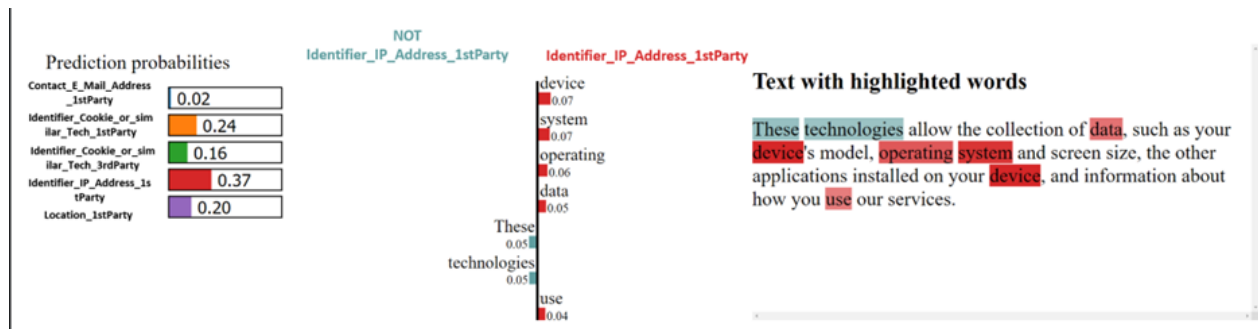 Prediction probabilities
Contact_E_Mail_Address
_1stParty
0.02
Identifier_Cookie_or_sim
ilar_Tech_1stParty
0.24
Identifier_Cookie_or_sim
ilar_Tech_3rdParty
0.16
Identifier_IP_Address_1s
tParty
0.37
Location_1stParty
0.20
NOT
Identifier_IP_Address_1stParty
Identifier_IP_Address_1stParty
device
0.07
system
0.07
operating
0.06
data
0.05
These
0.05
technologies
0.05
use
0.04
Text with highlighted words
These technologies allow the collection of data, such as your
device's model, operating system and screen size, the other
applications installed on your device, and information about
how you use our services.